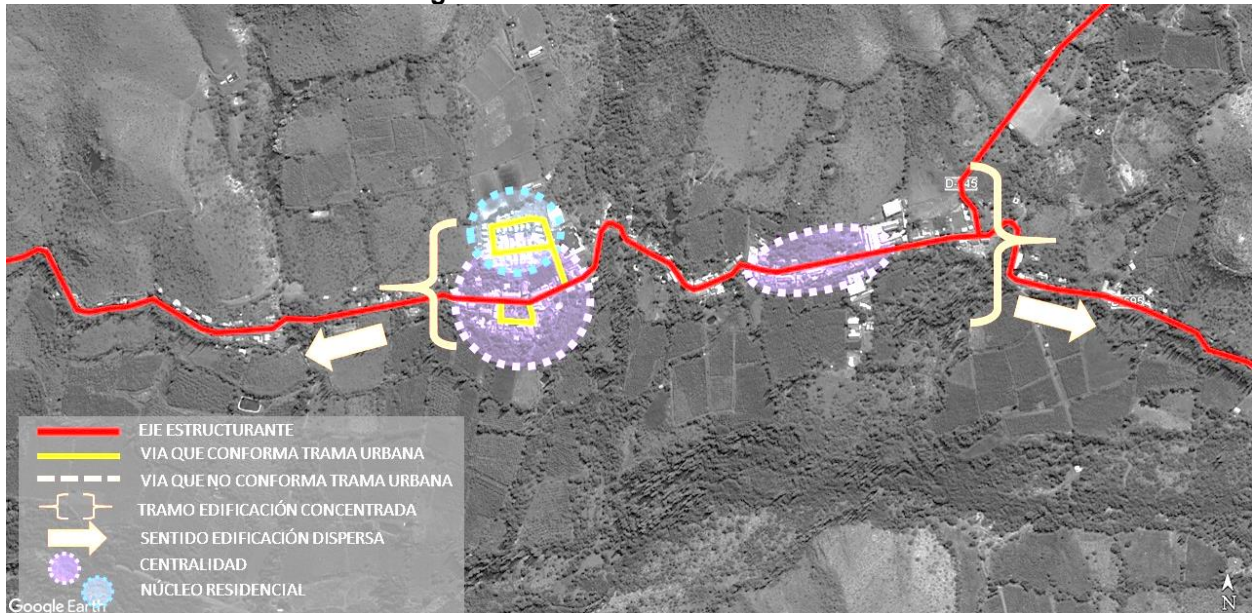 EJE ESTRUCTURANTE
VIA QUE CONFORMA TRAMA URBANA
VIA QUE NO CONFORMA TRAMA URBANA
TRAMO EDIFICACIÓN CONCENTRADA
SENTIDO EDIFICACIÓN DISPERSA
CENTRALIDAD
NÚCLEO RESIDENCIAL
Google Earth
N